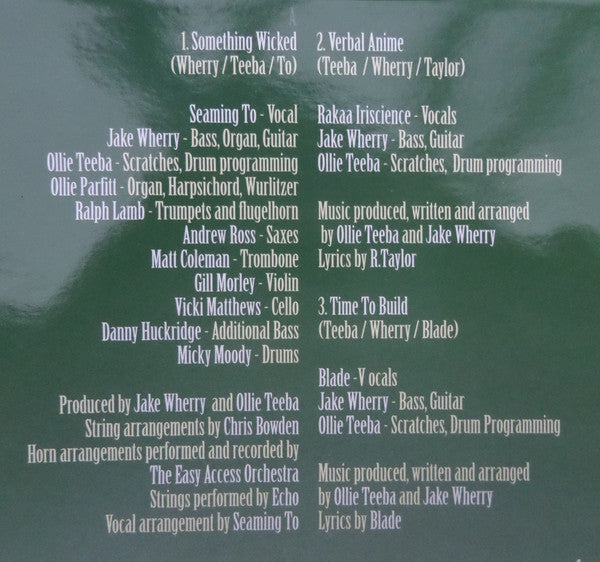 A
1. Something Wicked
(Wherry / Teeba / To)
Seaming To - Vocal
Jake Wherry - Bass, Organ, Guitar
Ollie Teeba - Scratches, Drum programming
Ollie Parfitt - Organ, Harpsichord, Wurlitzer
Ralph Lamb - Trumpets and flugelhorn
Andrew Ross - Saxes
Matt Coleman - Trombone
Gill Morley - Violin
Vicki Matthews - Cello
Danny Huckridge - Additional Bass
Micky Moody - Drums
Produced by Jake Wherry and Ollie Teeba
String arrangements by Chris Bowden
Horn arrangements performed and recorded by
The Easy Access Orchestra
Strings performed by Echo
Vocal arrangement by Seaming To
2. Verbal Anime
(Teeba / Wherry / Taylor)
Rakaa Iriscience - Vocals
Jake Wherry - Bass, Guitar
Ollie Teeba - Scratches, Drum programming
Music produced, written and arranged
by Ollie Teeba and Jake Wherry
Lyrics by R.Taylor
3. Time To Build
(Teeba / Wherry / Blade)
Blade -V ocals
Jake Wherry - Bass, Guitar
Ollie Teeba - Scratches, Drum Programming
Music produced, written and arranged
by Ollie Teeba and Jake Wherry
Lyrics by Blade